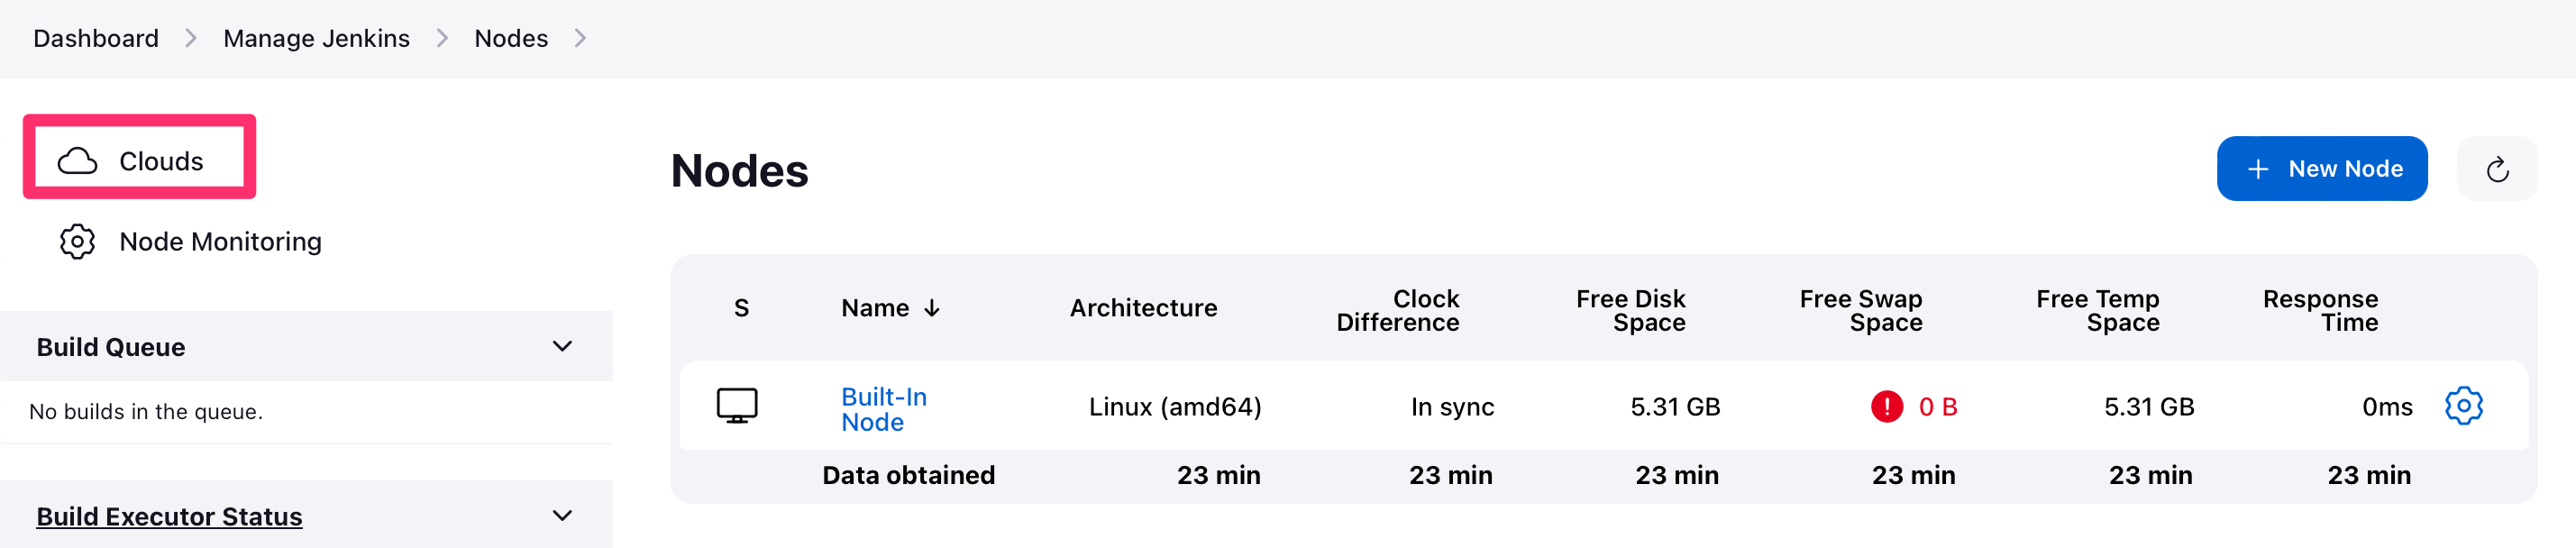 Dashboard > Manage Jenkins > Nodes >
Clouds
Node Monitoring
Build Queue
No builds in the queue.
Build Executor Status
Nodes
+ New Node
S Name ↓ Architecture Clock Difference Free Disk Space Free Swap Space Free Temp Space Response Time
Built-In Node Linux (amd64) In sync 5.31 GB ! 0 B 5.31 GB 0ms
Data obtained 23 min 23 min 23 min 23 min 23 min 23 min